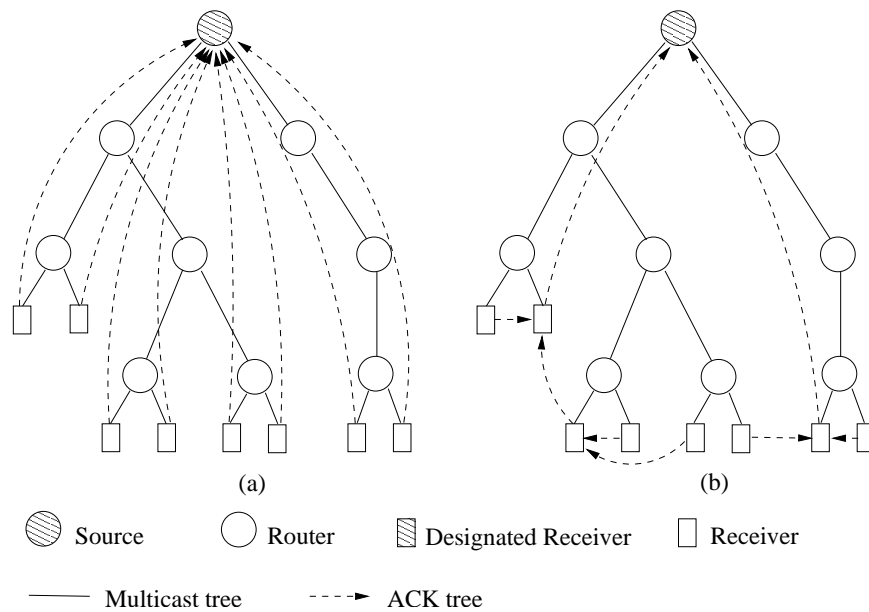 (a)
(b)
Source
Router
Designated Receiver
Receiver
Multicast tree
ACK tree